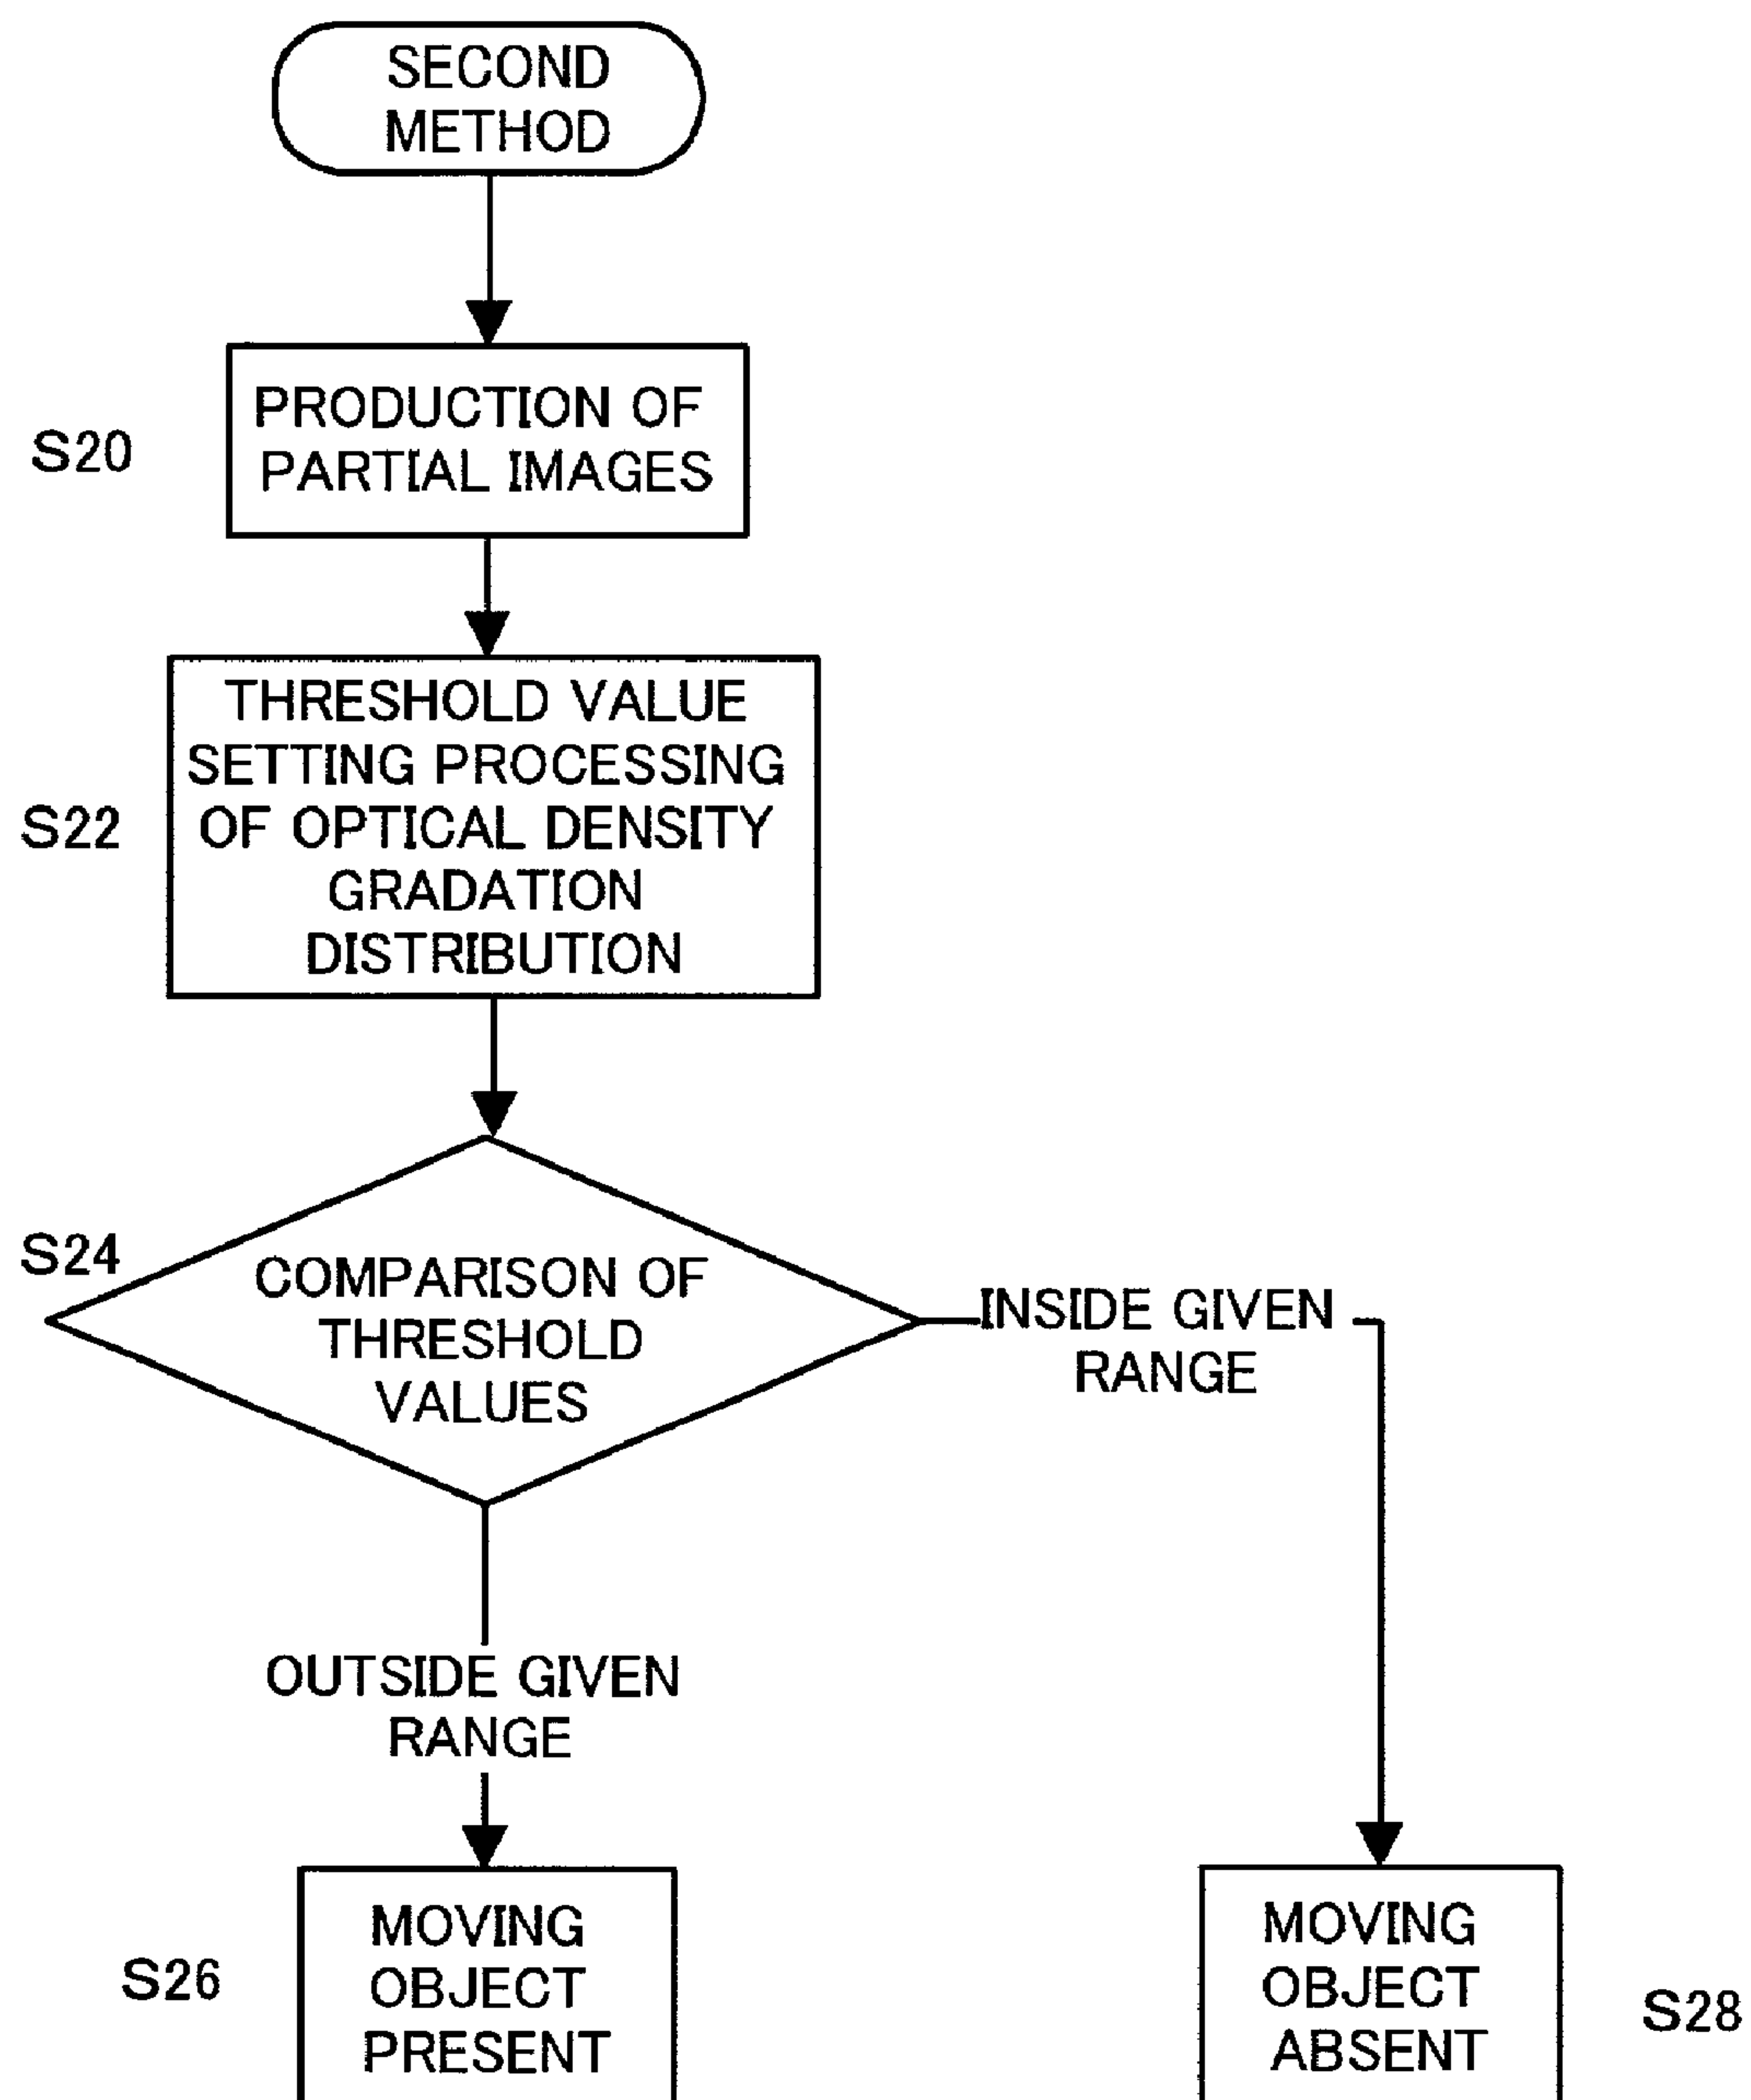 SECOND
METHOD
S20
PRODUCTION OF
PARTIAL IMAGES
S22
THRESHOLD VALUE
SETTING PROCESSING
OF OPTICAL DENSITY
GRADATION
DISTRIBUTION
S24
COMPARISON OF
THRESHOLD
VALUES
INSIDE GIVEN
RANGE
OUTSIDE GIVEN
RANGE
S26
MOVING
OBJECT
PRESENT
MOVING
OBJECT
ABSENT
S28